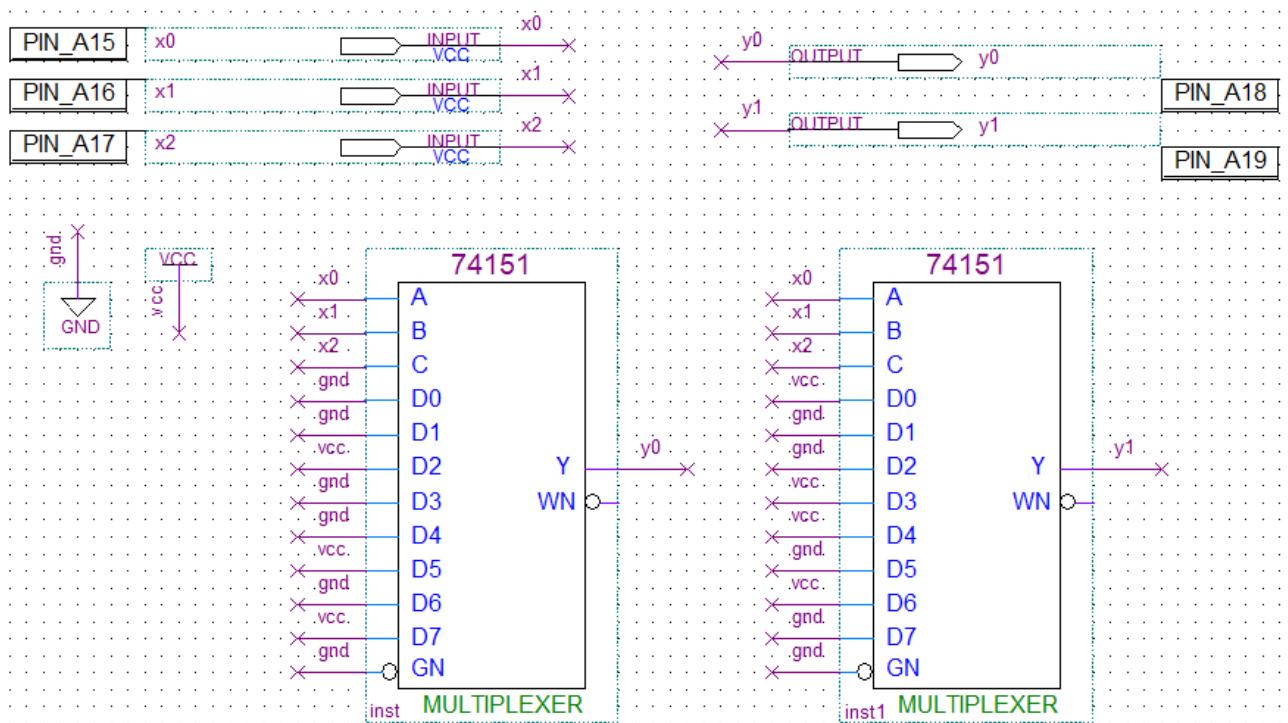 PIN_A15 x0 INPUT VCC x0
PIN_A16 x1 INPUT VCC x1
PIN_A17 x2 INPUT VCC x2
y0 OUTPUT y0 PIN_A18
y1 OUTPUT y1 PIN_A19
gnd GND
VCC vcc
74151
x0 A
x1 B
x2 C
gnd D0
gnd D1
vcc D2 Y y0
gnd D3 WN
gnd D4
vcc D5
gnd D6
vcc D7
gnd GN
inst MULTIPLEXER
74151
x0 A
x1 B
x2 C
vcc D0
gnd D1
gnd D2 Y y1
vcc D3 WN
vcc D4
gnd D5
vcc D6
gnd D7
gnd GN
inst1 MULTIPLEXER